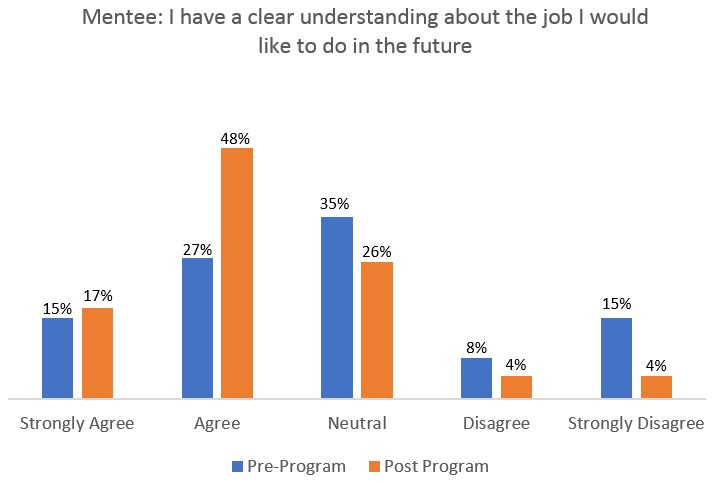 Mentee: I have a clear understanding about the job I would
like to do in the future
48%
35%
27%
26%
15%
17%
15%
8%
4%
4%
Strongly Agree
Agree
Neutral
Disagree
Strongly Disagree
Pre-Program
Post Program